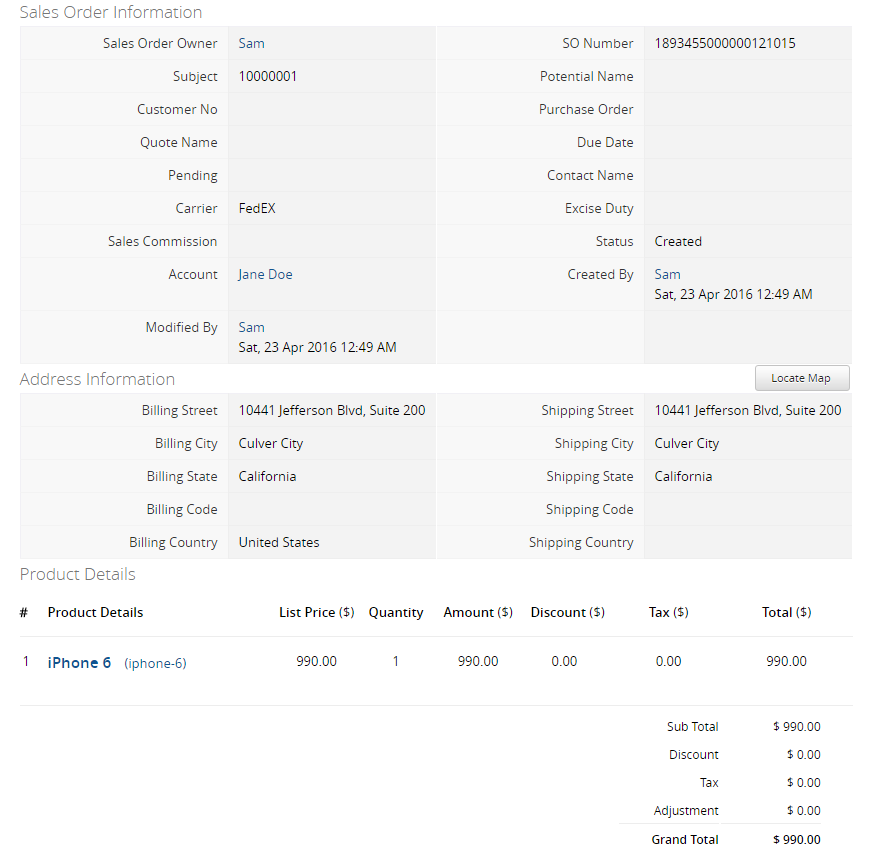 Sales Order Information
Sales Order Owner Sam SO Number 1893455000000121015
Subject 10000001 Potential Name
Customer No Purchase Order
Quote Name Due Date
Pending Contact Name
Carrier FedEX Excise Duty
Sales Commission Status Created
Account Jane Doe Created By Sam
Sat, 23 Apr 2016 12:49 AM
Modified By Sam
Sat, 23 Apr 2016 12:49 AM
Address Information Locate Map
Billing Street 10441 Jefferson Blvd, Suite 200 Shipping Street 10441 Jefferson Blvd, Suite 200
Billing City Culver City Shipping City Culver City
Billing State California Shipping State California
Billing Code Shipping Code
Billing Country United States Shipping Country
Product Details
# Product Details List Price ($) Quantity Amount ($) Discount ($) Tax ($) Total ($)
1 iPhone 6 (iphone-6) 990.00 1 990.00 0.00 0.00 990.00
Sub Total $ 990.00
Discount $ 0.00
Tax $ 0.00
Adjustment $ 0.00
Grand Total $ 990.00